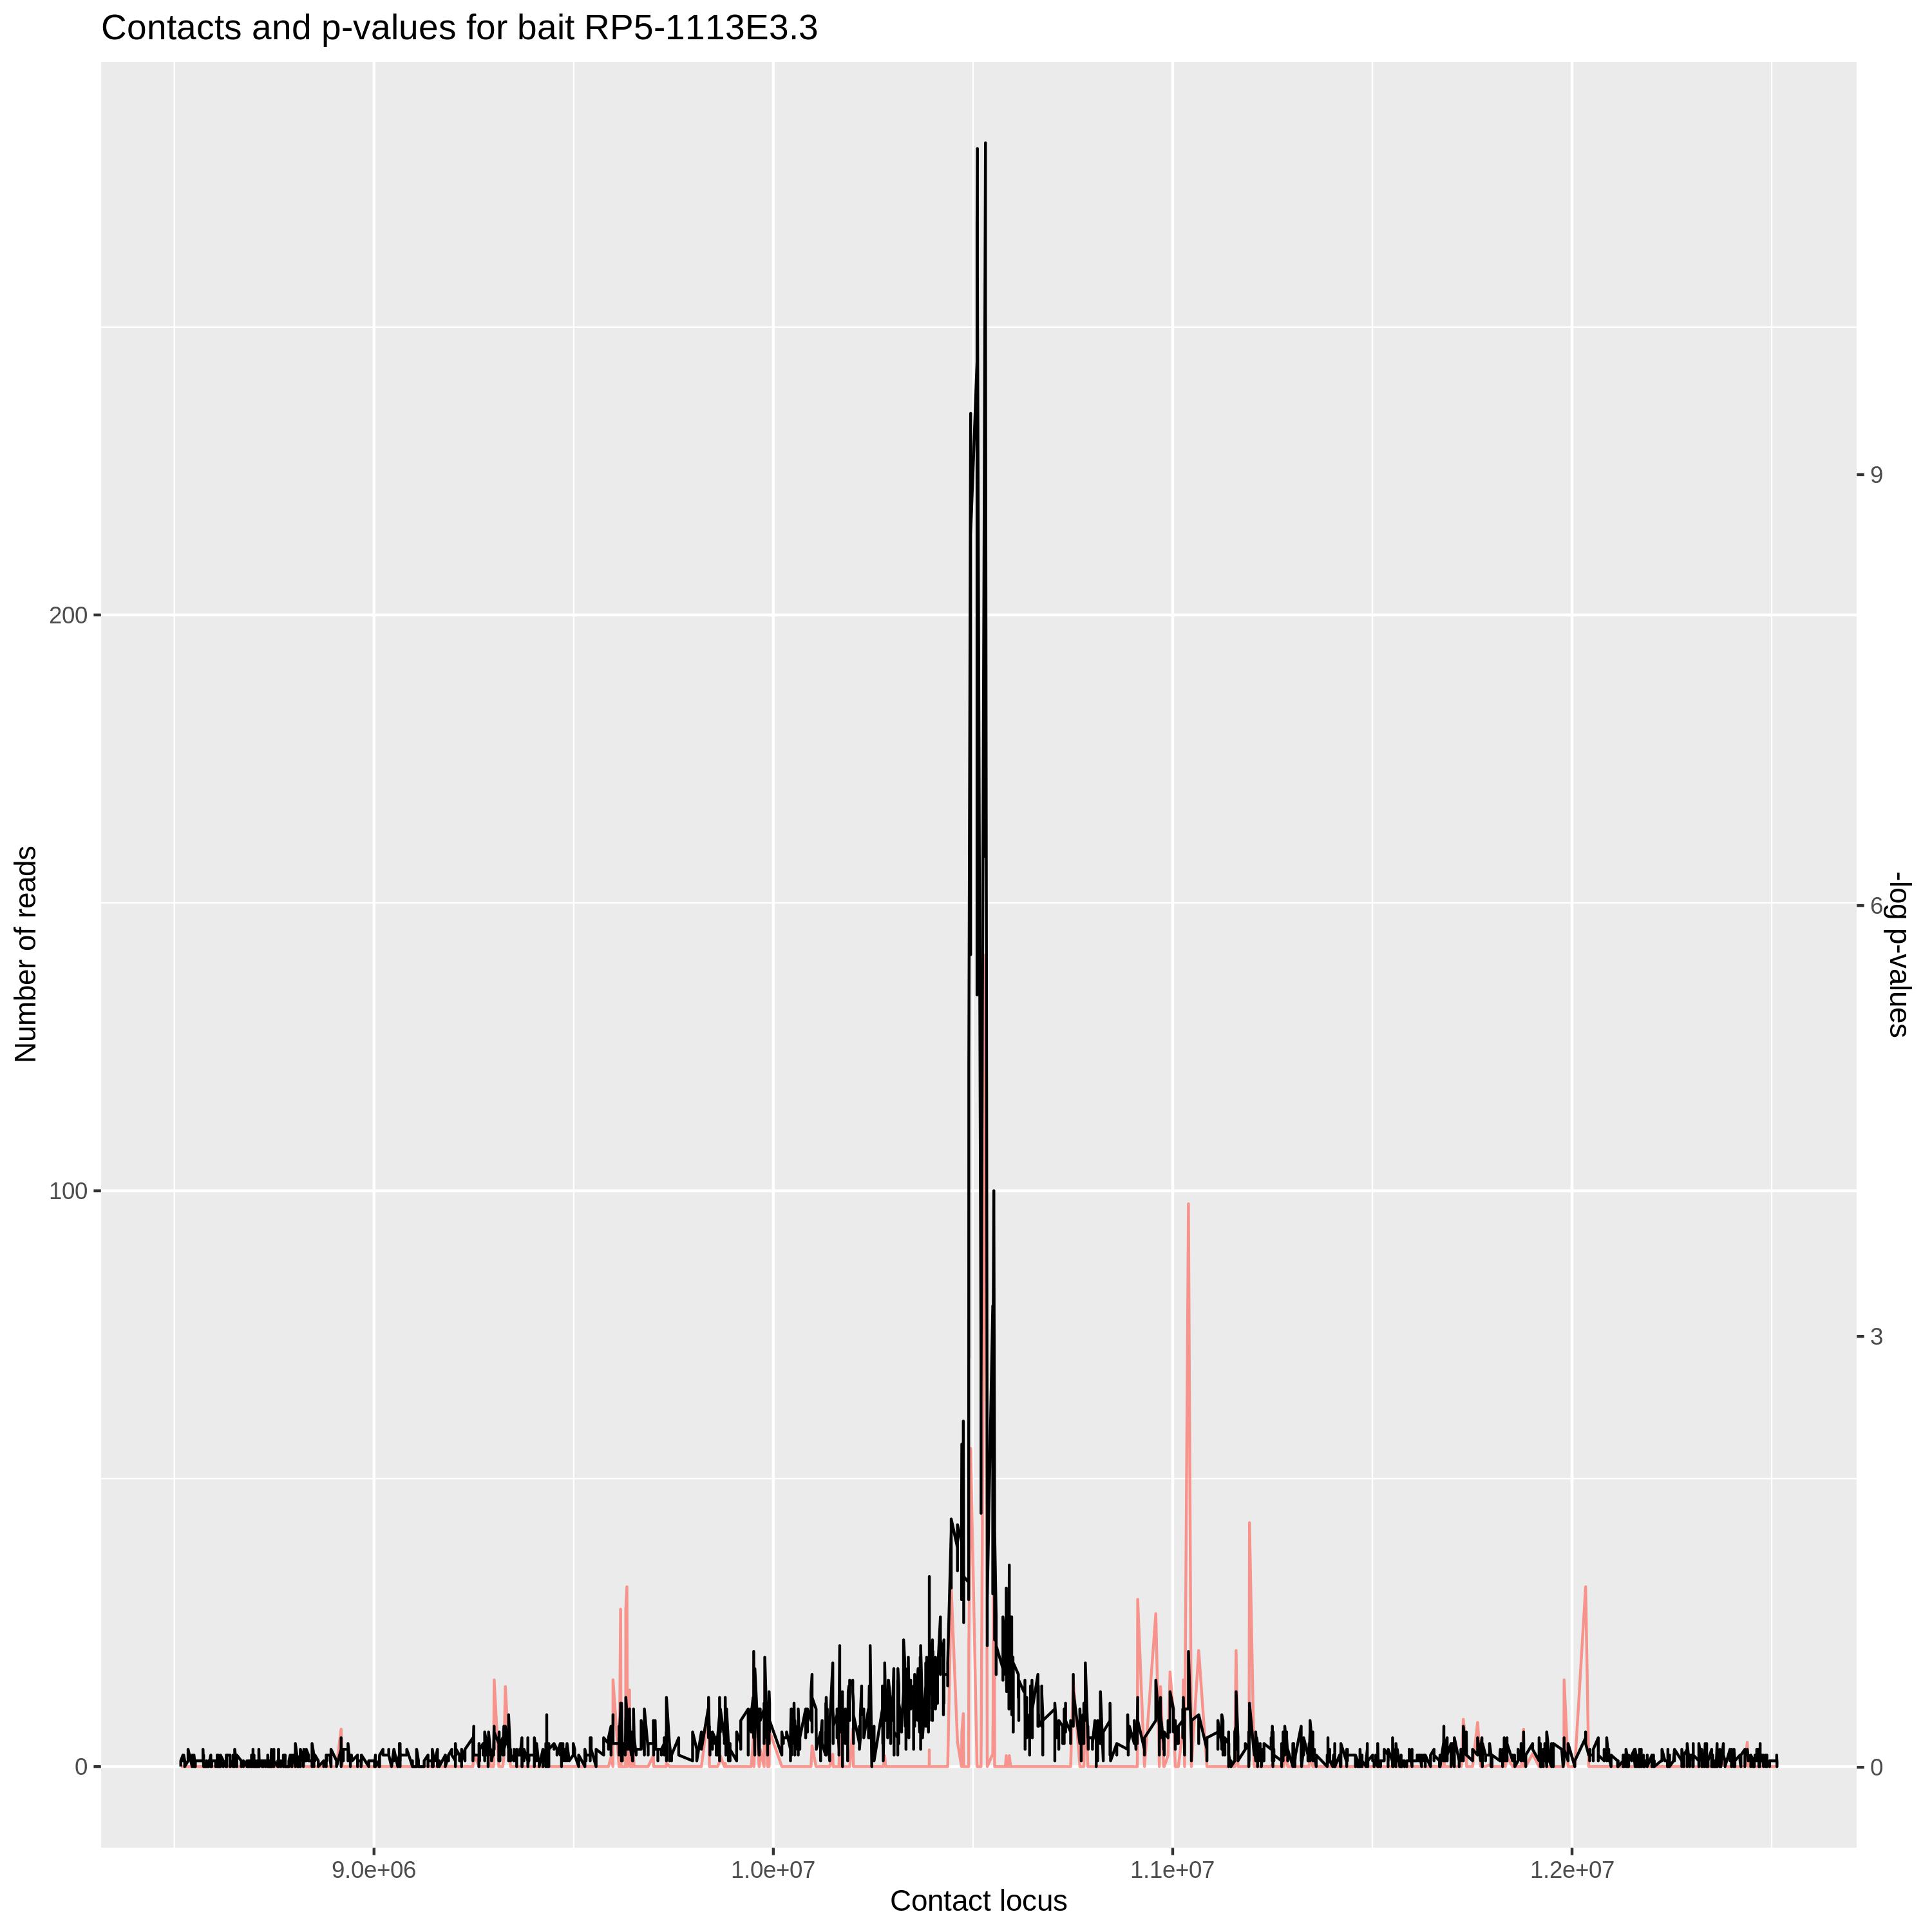 Contacts and p-values for bait RP5-1113E3.3
Number of reads
200
100
0
9
6
3
0
-log p-values
9.0e+06
1.0e+07
1.1e+07
1.2e+07
Contact locus